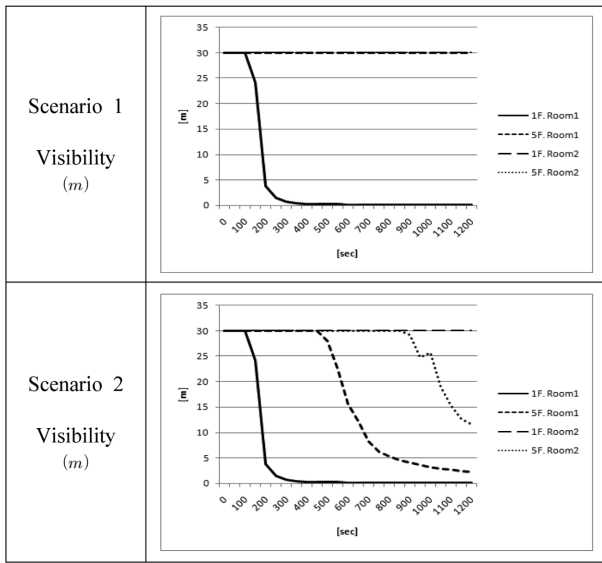 Scenario 1
Visibility
(m)
35
30
25
20
15
10
5
0
[m]
0
100
200
300
400
500
600
700
800
900
1000
1100
1200
[sec]
1F. Room1
5F. Room1
1F. Room2
5F. Room2
Scenario 2
Visibility
(m)
35
30
25
20
15
10
5
0
[m]
0
100
200
300
400
500
600
700
800
900
1000
1100
1200
[sec]
1F. Room1
5F. Room1
1F. Room2
5F. Room2